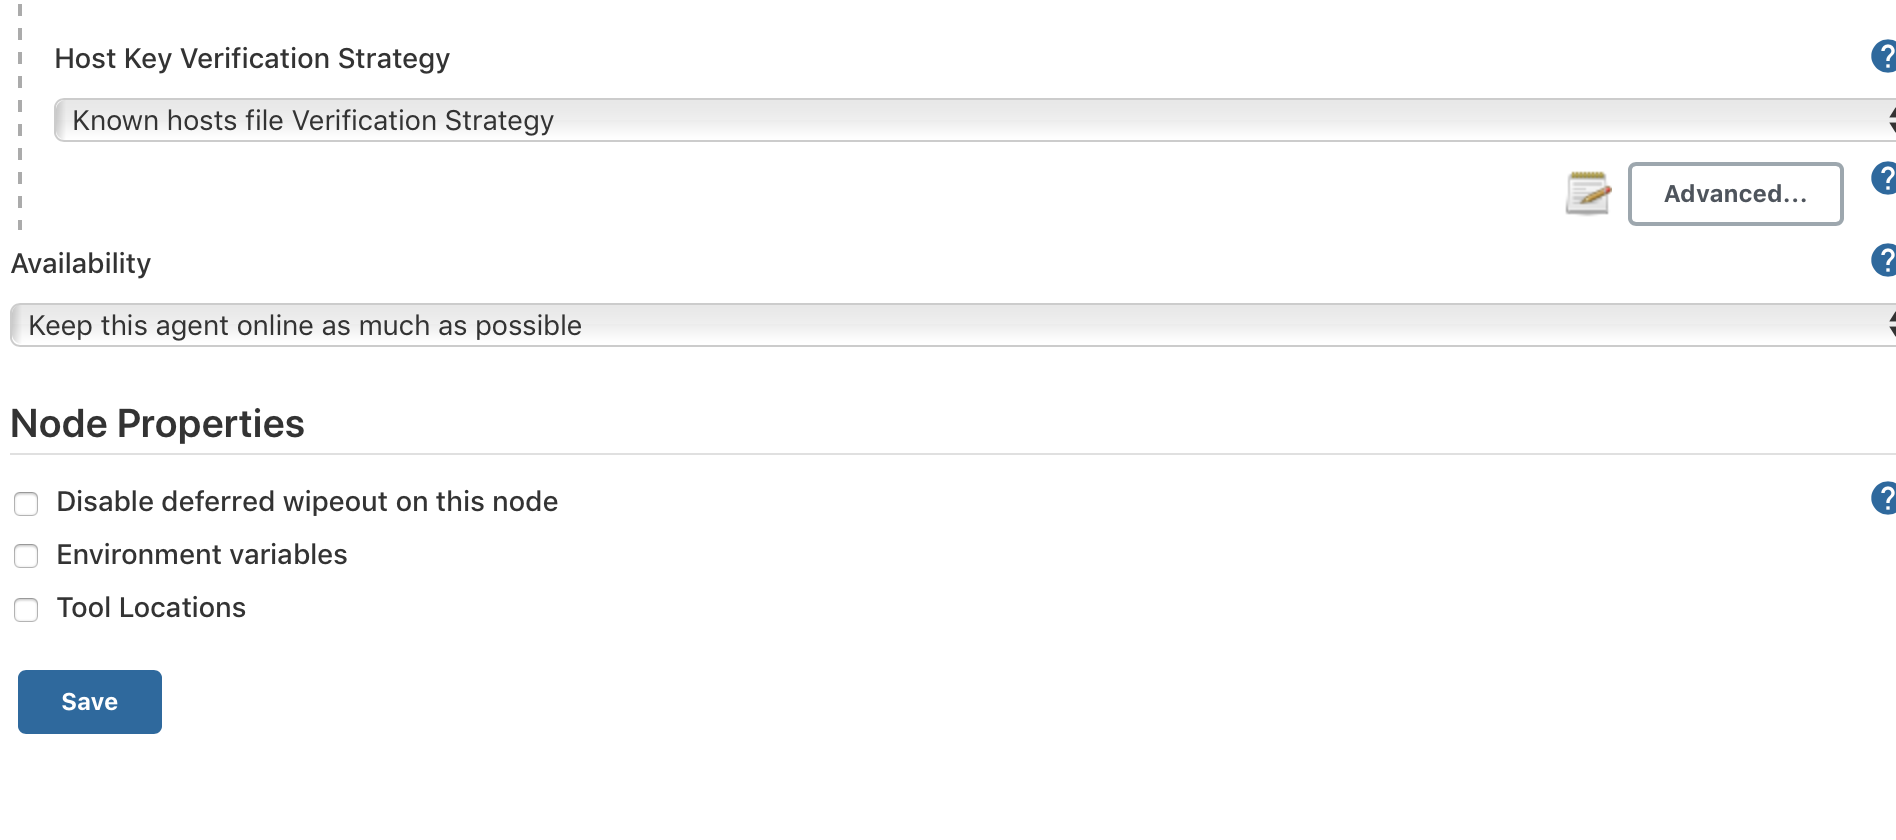 Host Key Verification Strategy
?
Known hosts file Verification Strategy
Advanced...
?
Availability
?
Keep this agent online as much as possible
Node Properties
Disable deferred wipeout on this node
?
Environment variables
Tool Locations
Save